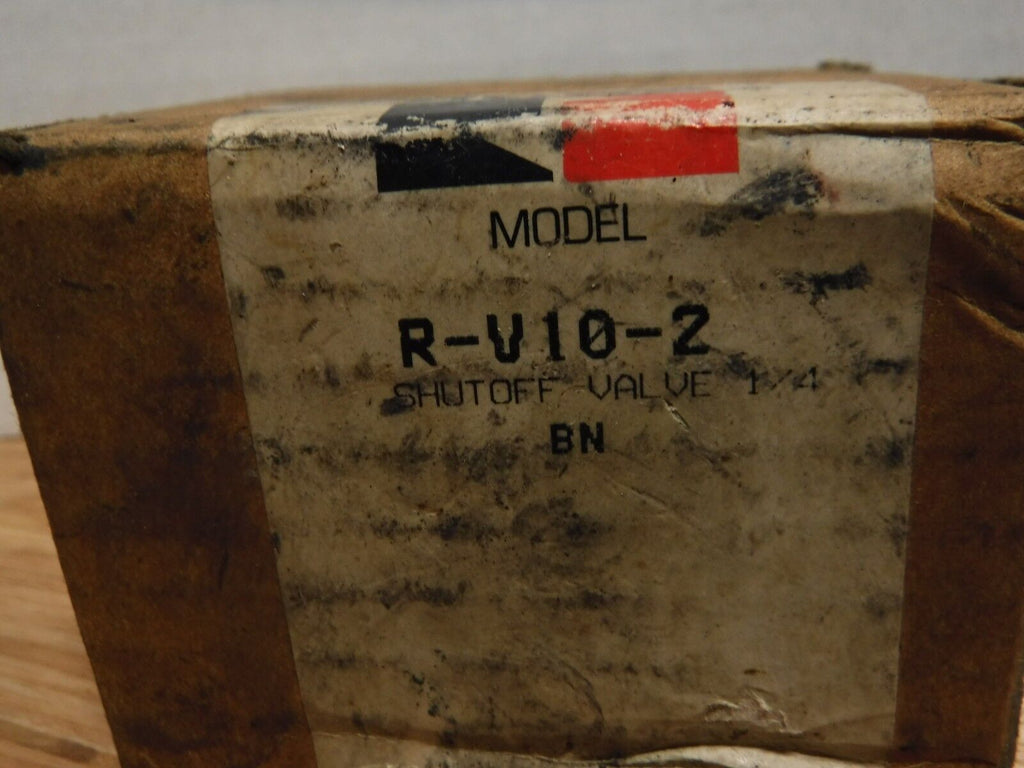 MODEL
R-V10-2
SHUTOFF VALVE 1/4
BN